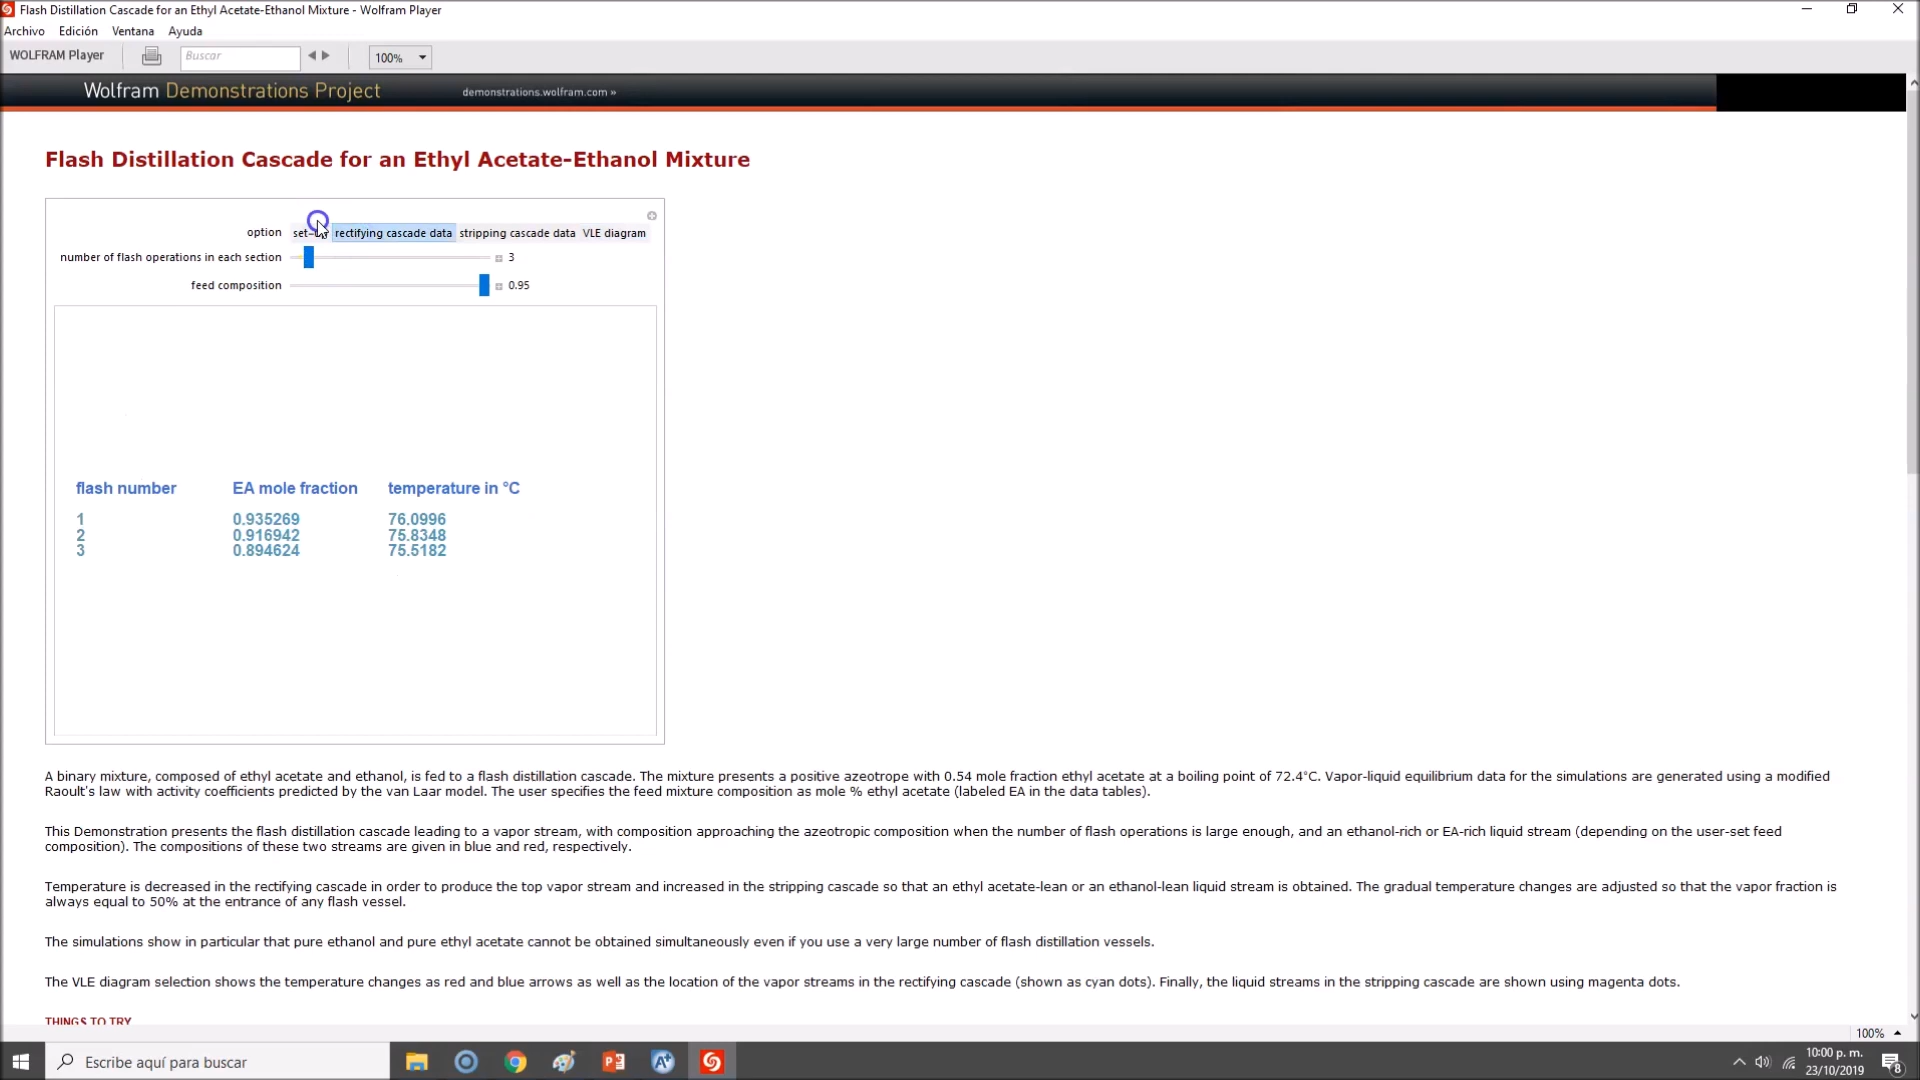 Flash Distillation Cascade for an Ethyl Acetate-Ethanol Mixture - Wolfram Player
Archivo Edición Ventana Ayuda
WOLFRAM Player Buscar 100%
Wolfram Demonstrations Project demonstrations.wolfram.com »
Flash Distillation Cascade for an Ethyl Acetate-Ethanol Mixture
option rectifying cascade data stripping cascade data VLE diagram
number of flash operations in each section 3
feed composition 0.95
flash number EA mole fraction temperature in °C
1 0.935269 76.0996
2 0.916942 75.8348
3 0.894624 75.5182
A binary mixture, composed of ethyl acetate and ethanol, is fed to a flash distillation cascade. The mixture presents a positive azeotrope with 0.54 mole fraction ethyl acetate at a boiling point of 72.4°C. Vapor-liquid equilibrium data for the simulations are generated using a modified
Raoult's law with activity coefficients predicted by the van Laar model. The user specifies the feed mixture composition as mole % ethyl acetate (labeled EA in the data tables).
This Demonstration presents the flash distillation cascade leading to a vapor stream, with composition approaching the azeotropic composition when the number of flash operations is large enough, and an ethanol-rich or EA-rich liquid stream (depending on the user-set feed
composition). The compositions of these two streams are given in blue and red, respectively.
Temperature is decreased in the rectifying cascade in order to produce the top vapor stream and increased in the stripping cascade so that an ethyl acetate-lean or an ethanol-lean liquid stream is obtained. The gradual temperature changes are adjusted so that the vapor fraction is
always equal to 50% at the entrance of any flash vessel.
The simulations show in particular that pure ethanol and pure ethyl acetate cannot be obtained simultaneously even if you use a very large number of flash distillation vessels.
The VLE diagram selection shows the temperature changes as red and blue arrows as well as the location of the vapor streams in the rectifying cascade (shown as cyan dots). Finally, the liquid streams in the stripping cascade are shown using magenta dots.
THINGS TO TRY
100%
Escribe aquí para buscar
10:00 p. m.
23/10/2019
8